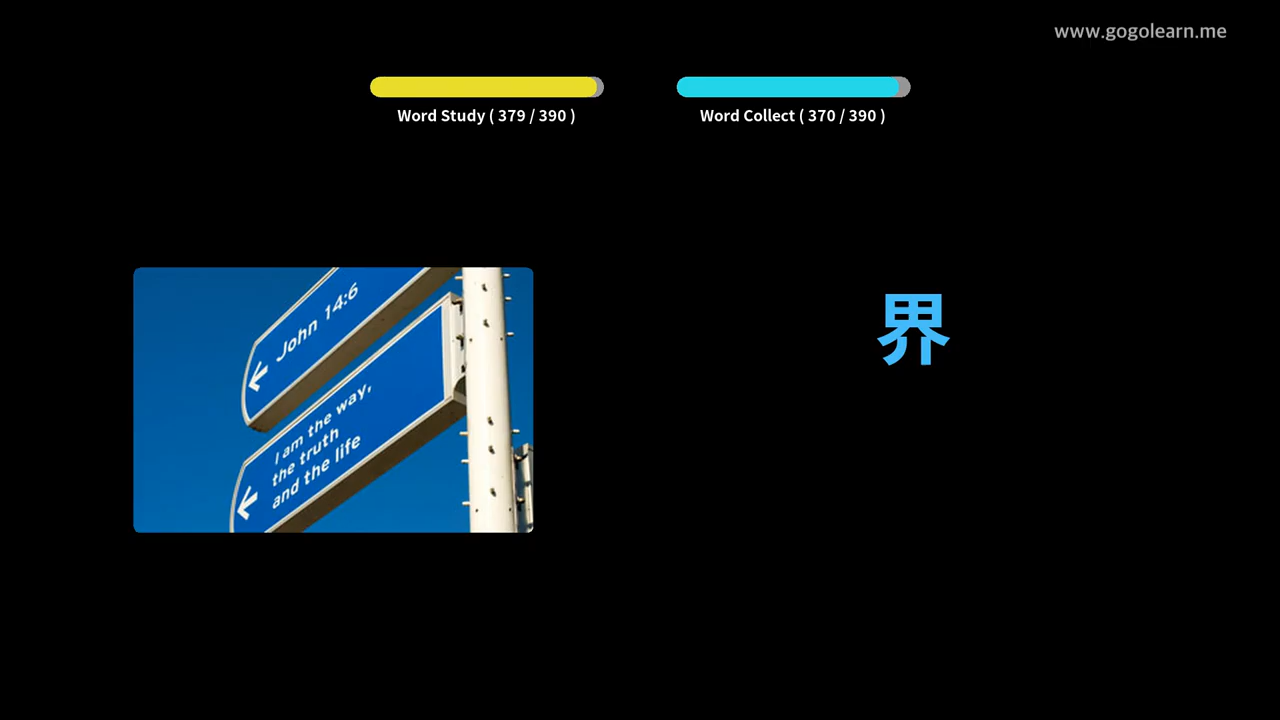 www.gogolearn.me
Word Study ( 379 / 390 )
Word Collect ( 370 / 390 )
John 14:6
I am the way,
the truth
and the life
界